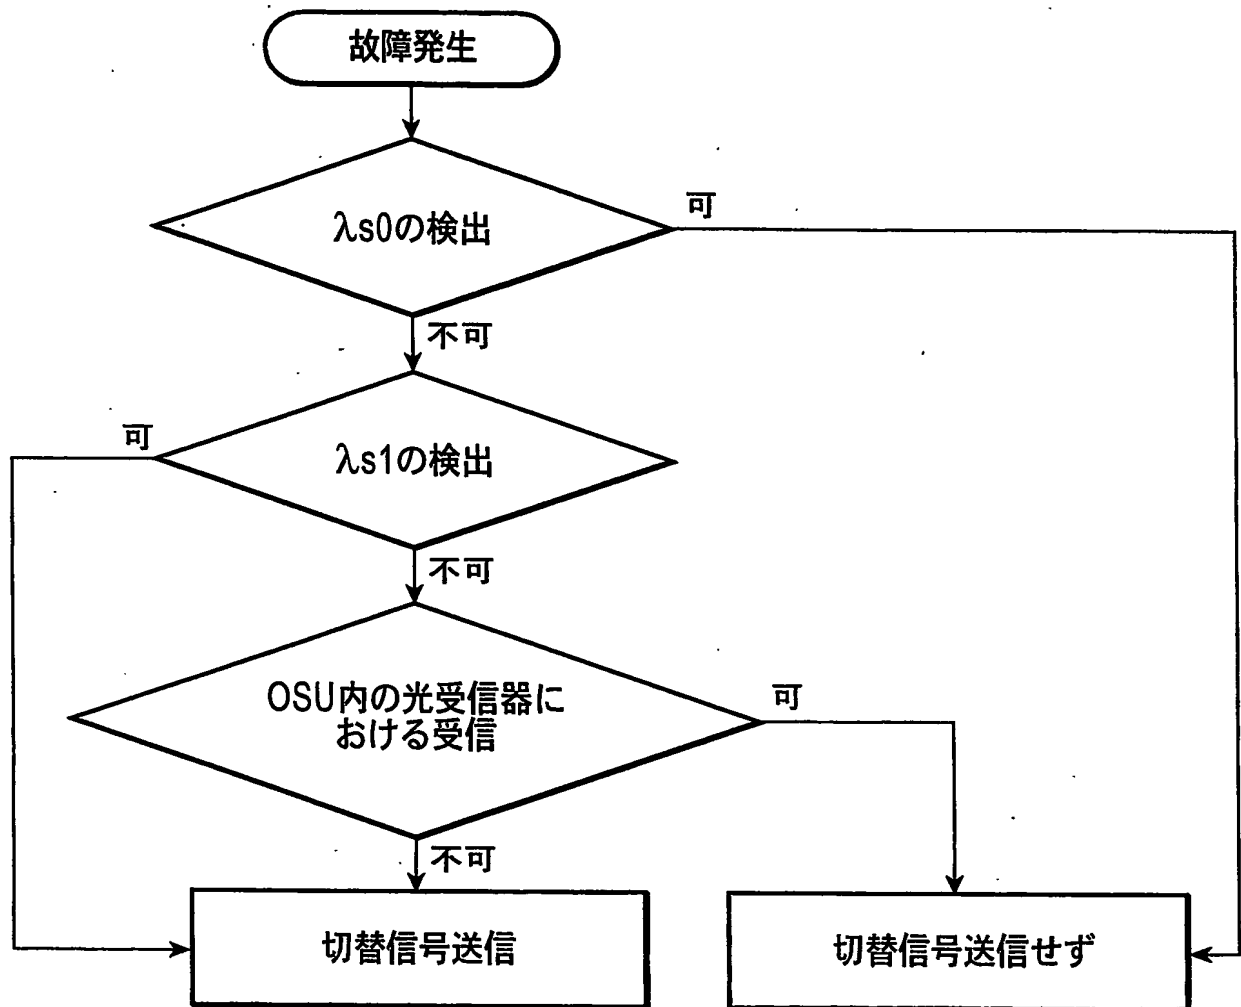 故障発生
λs0の検出
可
不可
λs1の検出
可
不可
OSU内の光受信器に
おける受信
可
不可
切替信号送信
切替信号送信せず